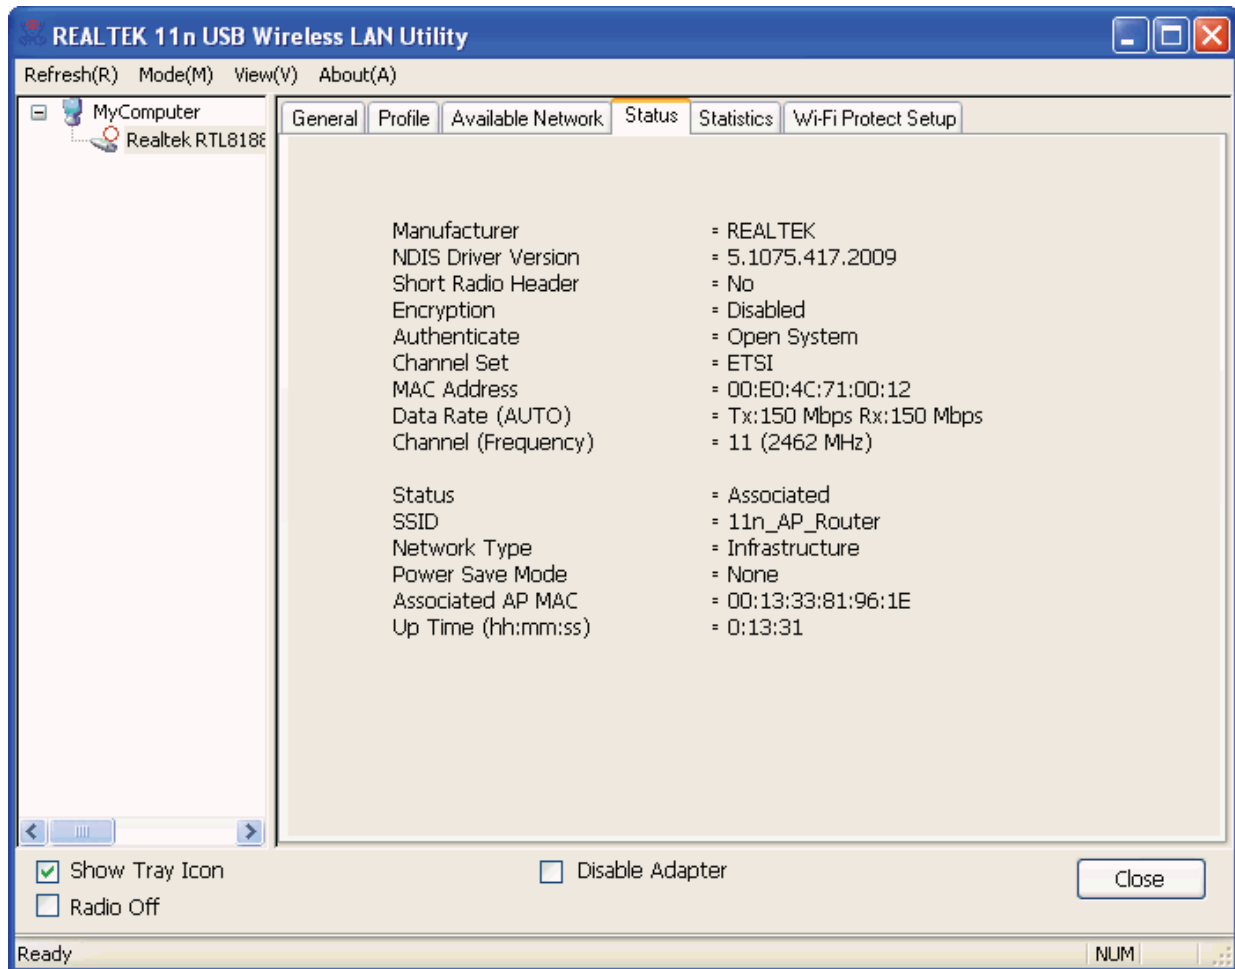 REALTEK 11n USB Wireless LAN Utility
Refresh(R) Mode(M) View(V) About(A)
MyComputer
Realtek RTL8188
General Profile Available Network Status Statistics Wi-Fi Protect Setup
Manufacturer = REALTEK
NDIS Driver Version = 5.1075.417.2009
Short Radio Header = No
Encryption = Disabled
Authenticate = Open System
Channel Set = ETSI
MAC Address = 00:E0:4C:71:00:12
Data Rate (AUTO) = Tx:150 Mbps Rx:150 Mbps
Channel (Frequency) = 11 (2462 MHz)
Status = Associated
SSID = 11n_AP_Router
Network Type = Infrastructure
Power Save Mode = None
Associated AP MAC = 00:13:33:81:96:1E
Up Time (hh:mm:ss) = 0:13:31
Show Tray Icon
Disable Adapter
Close
Radio Off
Ready
NUM